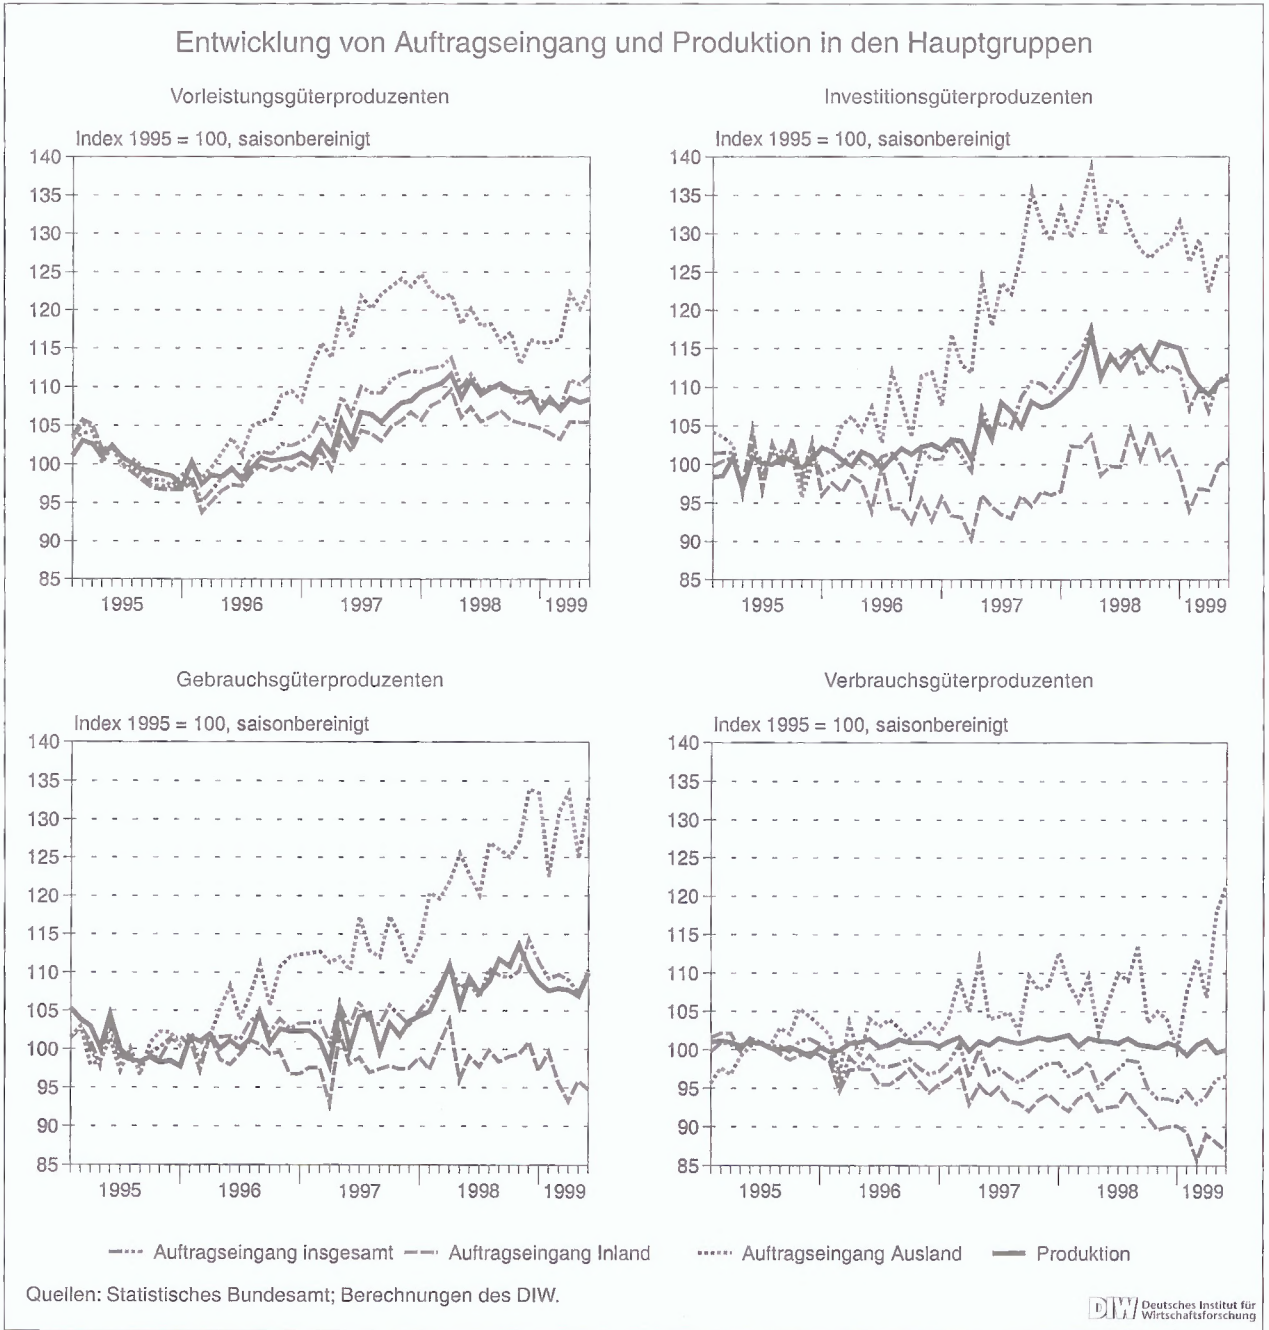 Entwicklung von Auftragseingang und Produktion in den Hauptgruppen
Vorleistungsgüterproduzenten
Index 1995 = 100, saisonbereinigt
140
135
130
125
120
115
110
105
100
95
90
85
1995 1996 1997 1998 1999
Investitionsgüterproduzenten
Index 1995 = 100, saisonbereinigt
140
135
130
125
120
115
110
105
100
95
90
85
1995 1996 1997 1998 1999
Gebrauchsgüterproduzenten
Index 1995 = 100, saisonbereinigt
140
135
130
125
120
115
110
105
100
95
90
85
1995 1996 1997 1998 1999
Verbrauchsgüterproduzenten
Index 1995 = 100, saisonbereinigt
140
135
130
125
120
115
110
105
100
95
90
85
1995 1996 1997 1998 1999
Auftragseingang insgesamt Auftragseingang Inland Auftragseingang Ausland Produktion
Quellen: Statistisches Bundesamt; Berechnungen des DIW.
DIW Deutsches Institut für
Wirtschaftsforschung